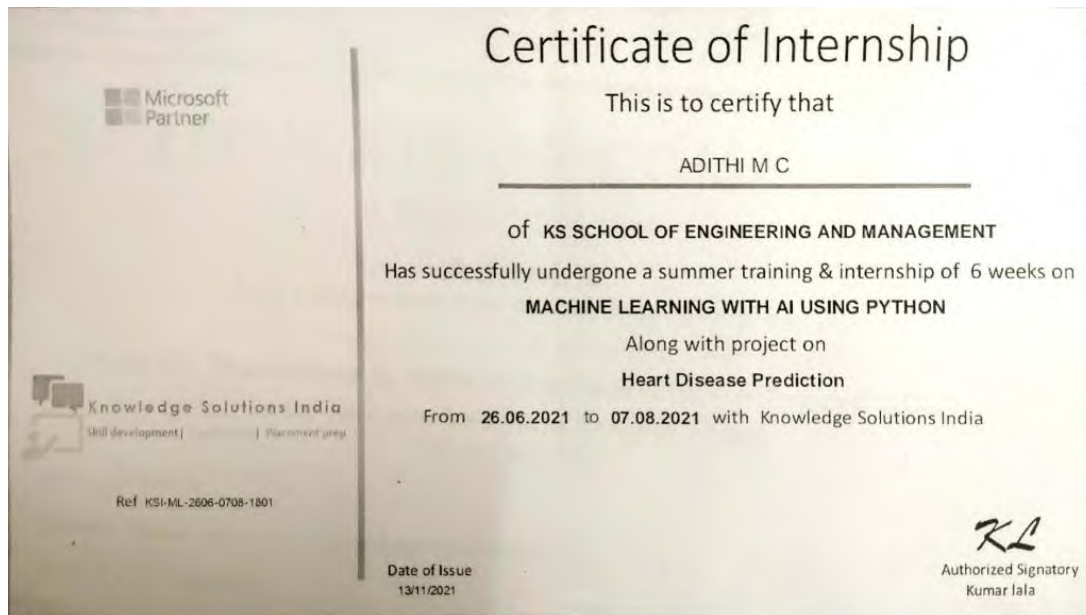 Microsoft
Partner
Knowledge Solutions India
Skill development| | Placement prep
Ref KSI-ML-2606-0708-1801
Certificate of Internship
This is to certify that
ADITHI M C
of KS SCHOOL OF ENGINEERING AND MANAGEMENT
Has successfully undergone a summer training & internship of 6 weeks on
MACHINE LEARNING WITH AI USING PYTHON
Along with project on
Heart Disease Prediction
From 26.06.2021 to 07.08.2021 with Knowledge Solutions India
Date of Issue
13/11/2021
KL
Authorized Signatory
Kumar lala